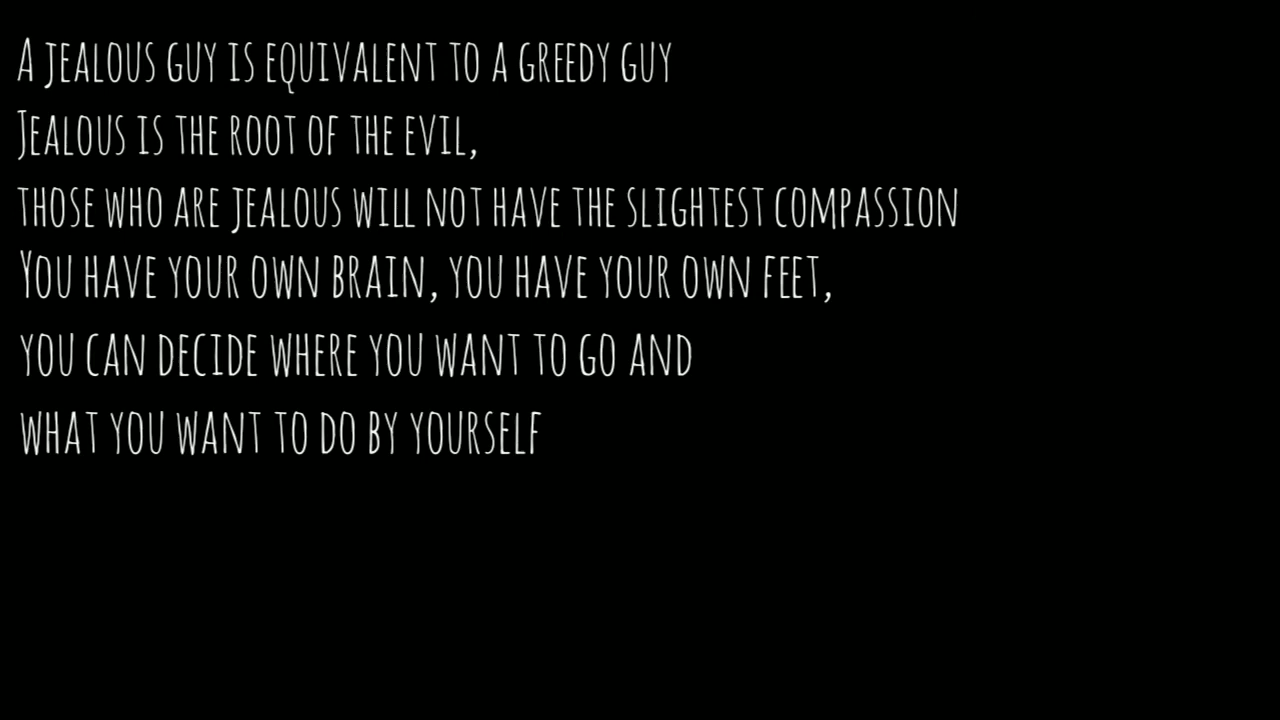 A jealous guy is equivalent to a greedy guy
Jealous is the root of the evil,
those who are jealous will not have the slightest compassion
You have your own brain, you have your own feet,
you can decide where you want to go and
what you want to do by yourself